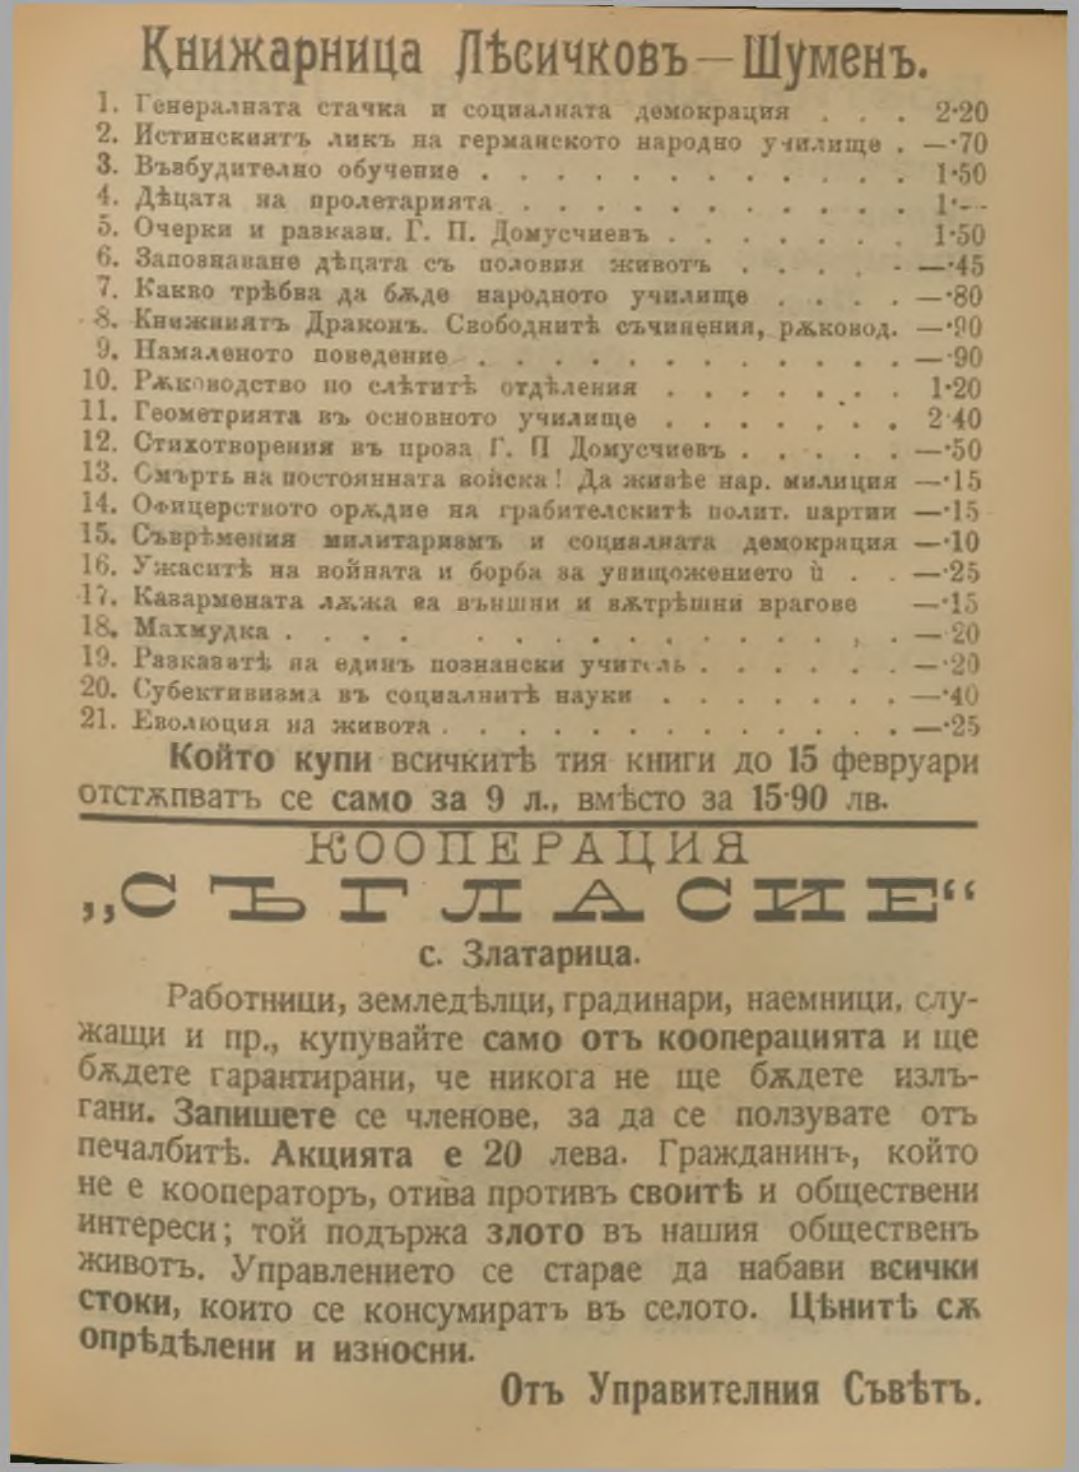 Книжарница Лѣсичковъ — Шуменъ.
1. Генералната стачка и социалната демокрация . . . 2·20
2. Истинскиятъ ликъ на германското народно училище . —·70
3. Възбудително обучение . . . . . . . . . . . . . 1·50
4. Дѣцата на пролетарията . . . . . . . . . . . . 1·—
5. Очерки и разкази. Г. П. Домусчиевъ . . . . . . . 1·50
6. Запознаване дѣцата съ половия животъ . . . . . —·45
7. Какво трѣбва да бѫде народното училище . . . . —·80
8. Книжниятъ Драконъ. Свободнитѣ съчинения, рѫковод. —·90
9. Намаленото поведение . . . . . . . . . . . . . —·90
10. Рѫководство по слѣтитѣ отдѣления . . . . . . . 1·20
11. Геометрията въ основното училище . . . . . . . 2·40
12. Стихотворения въ проза Г. П Домусчиевъ . . . . . —·50
13. Смърть на постоянната войска! Да живѣе нар. милиция —·15
14. Офицерството орѫдие на грабителскитѣ полит. партии —·15
15. Съврѣмения милитаризмъ и социалната демокрация —·10
16. Ужаситѣ на войната и борба за унищожението ѝ . . —·25
17. Казармената лѫжа за външни и вѫтрѣшни врагове —·15
18. Махмудка . . . . . . . . . . . . . . . —·20
19. Разказитѣ на единъ познански учитель . . . . . . —·20
20. Субективизма въ социалнитѣ науки . . . . . . . —·40
21. Еволюция на живота . . . . . . . . . . . . . . —·25
Който купи всичкитѣ тия книги до 15 февруари
отстѫпватъ се само за 9 л., вмѣсто за 15·90 лв.
КООПЕРАЦИЯ
„СЪГЛАСИЕ“
с. Златарица.
Работници, земледѣлци, градинари, наемници, слу-
жащи и пр., купувайте само отъ кооперацията и ще
бѫдете гарантирани, че никога не ще бѫдете излъ-
гани. Запишете се членове, за да се ползувате отъ
печалбитѣ. Акцията е 20 лева. Гражданинъ, който
не е кооператоръ, отива противъ своитѣ и обществени
интереси; той подържа злото въ нашия общественъ
животъ. Управлението се старае да набави всички
стоки, които се консумиратъ въ селото. Цѣнитѣ сѫ
опрѣдѣлени и износни.
Отъ Управителния Съвѣтъ.